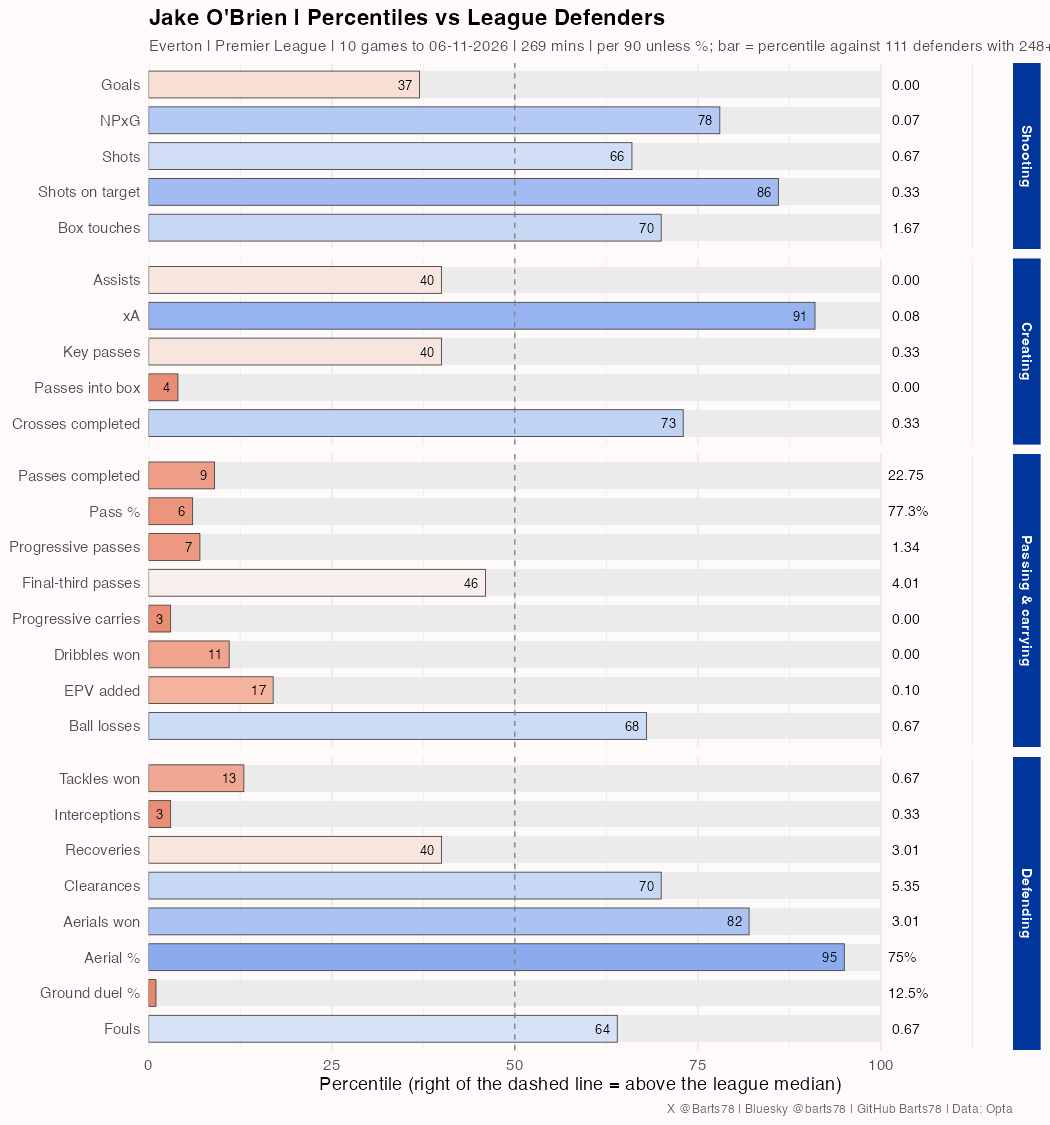 Jake O'Brien | Percentiles vs League Defenders
Everton | Premier League | 10 games to 06-11-2026 | 269 mins | per 90 unless %; bar = percentile against 111 defenders with 248+
Goals 37 0.00
NPxG 78 0.07
Shots 66 0.67
Shots on target 86 0.33
Box touches 70 1.67
Shooting
Assists 40 0.00
xA 91 0.08
Key passes 40 0.33
Passes into box 4 0.00
Crosses completed 73 0.33
Creating
Passes completed 9 22.75
Pass % 6 77.3%
Progressive passes 7 1.34
Final-third passes 46 4.01
Progressive carries 3 0.00
Dribbles won 11 0.00
EPV added 17 0.10
Ball losses 68 0.67
Passing & carrying
Tackles won 13 0.67
Interceptions 3 0.33
Recoveries 40 3.01
Clearances 70 5.35
Aerials won 82 3.01
Aerial % 95 75%
Ground duel % 12.5%
Fouls 64 0.67
Defending
0 25 50 75 100
Percentile (right of the dashed line = above the league median)
X @Barts78 | Bluesky @barts78 | GitHub Barts78 | Data: Opta